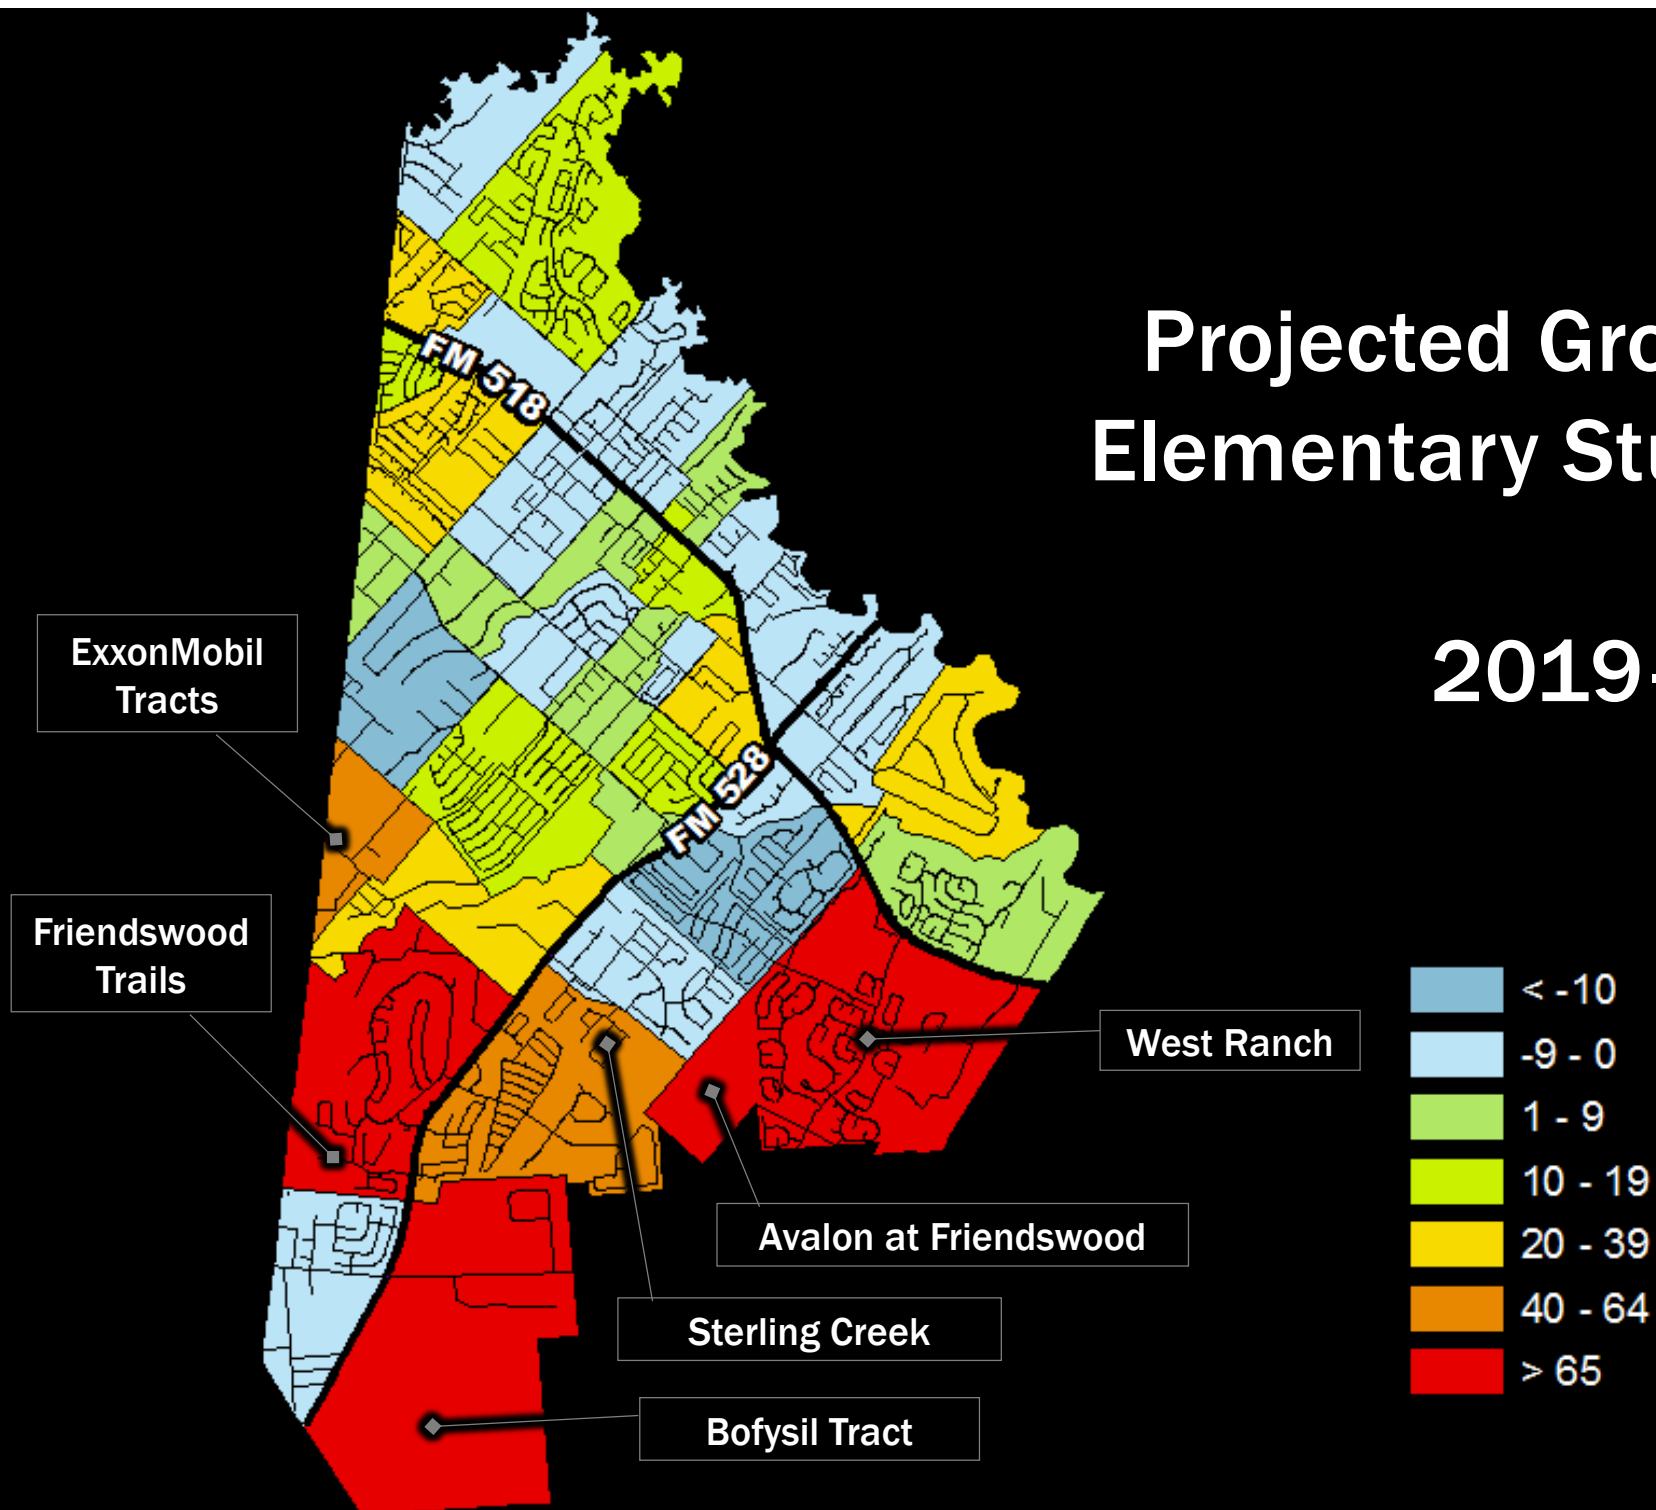 Projected Gro
Elementary Stu
2019-
FM 518
ExxonMobil
Tracts
FM 528
Friendswood
Trails
West Ranch
Avalon at Friendswood
Sterling Creek
Bofysil Tract
< -10
-9 - 0
1 - 9
10 - 19
20 - 39
40 - 64
> 65